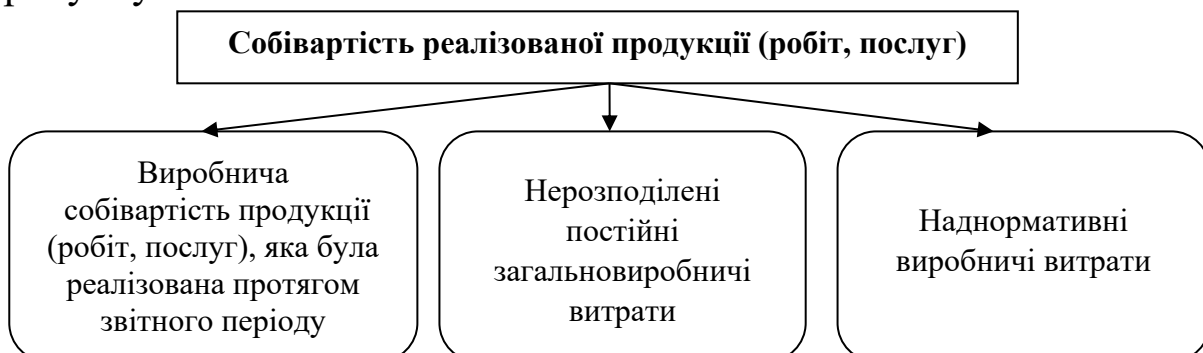 Собівартість реалізованої продукції (робіт, послуг)
Виробнича
собівартість продукції
(робіт, послуг), яка була
реалізована протягом
звітного періоду
Нерозподілені
постійні
загальновиробничі
витрати
Наднормативні
виробничі витрати